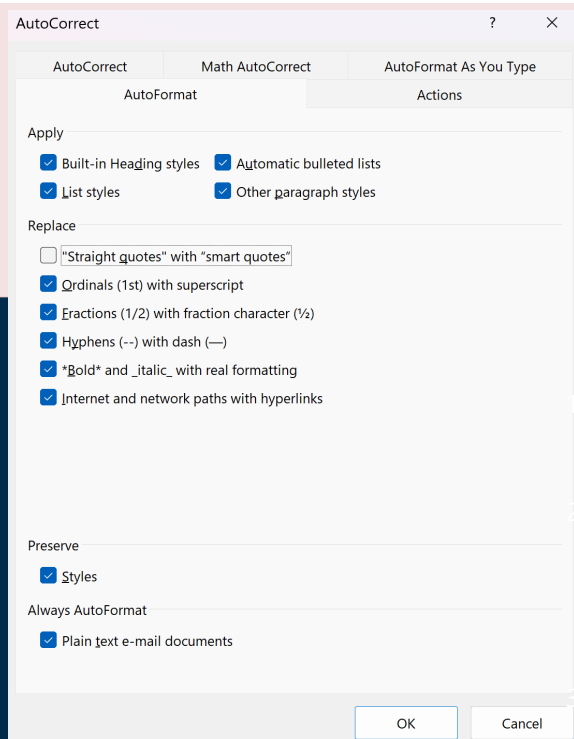 AutoCorrect ?
AutoCorrect Math AutoCorrect AutoFormat As You Type
AutoFormat Actions
Apply
Built-in Heading styles Automatic bulleted lists
List styles Other paragraph styles
Replace
"Straight quotes" with “smart quotes”
Ordinals (1st) with superscript
Fractions (1/2) with fraction character (½)
Hyphens (--) with dash (—)
*Bold* and _italic_ with real formatting
Internet and network paths with hyperlinks
Preserve
Styles
Always AutoFormat
Plain text e-mail documents
OK Cancel